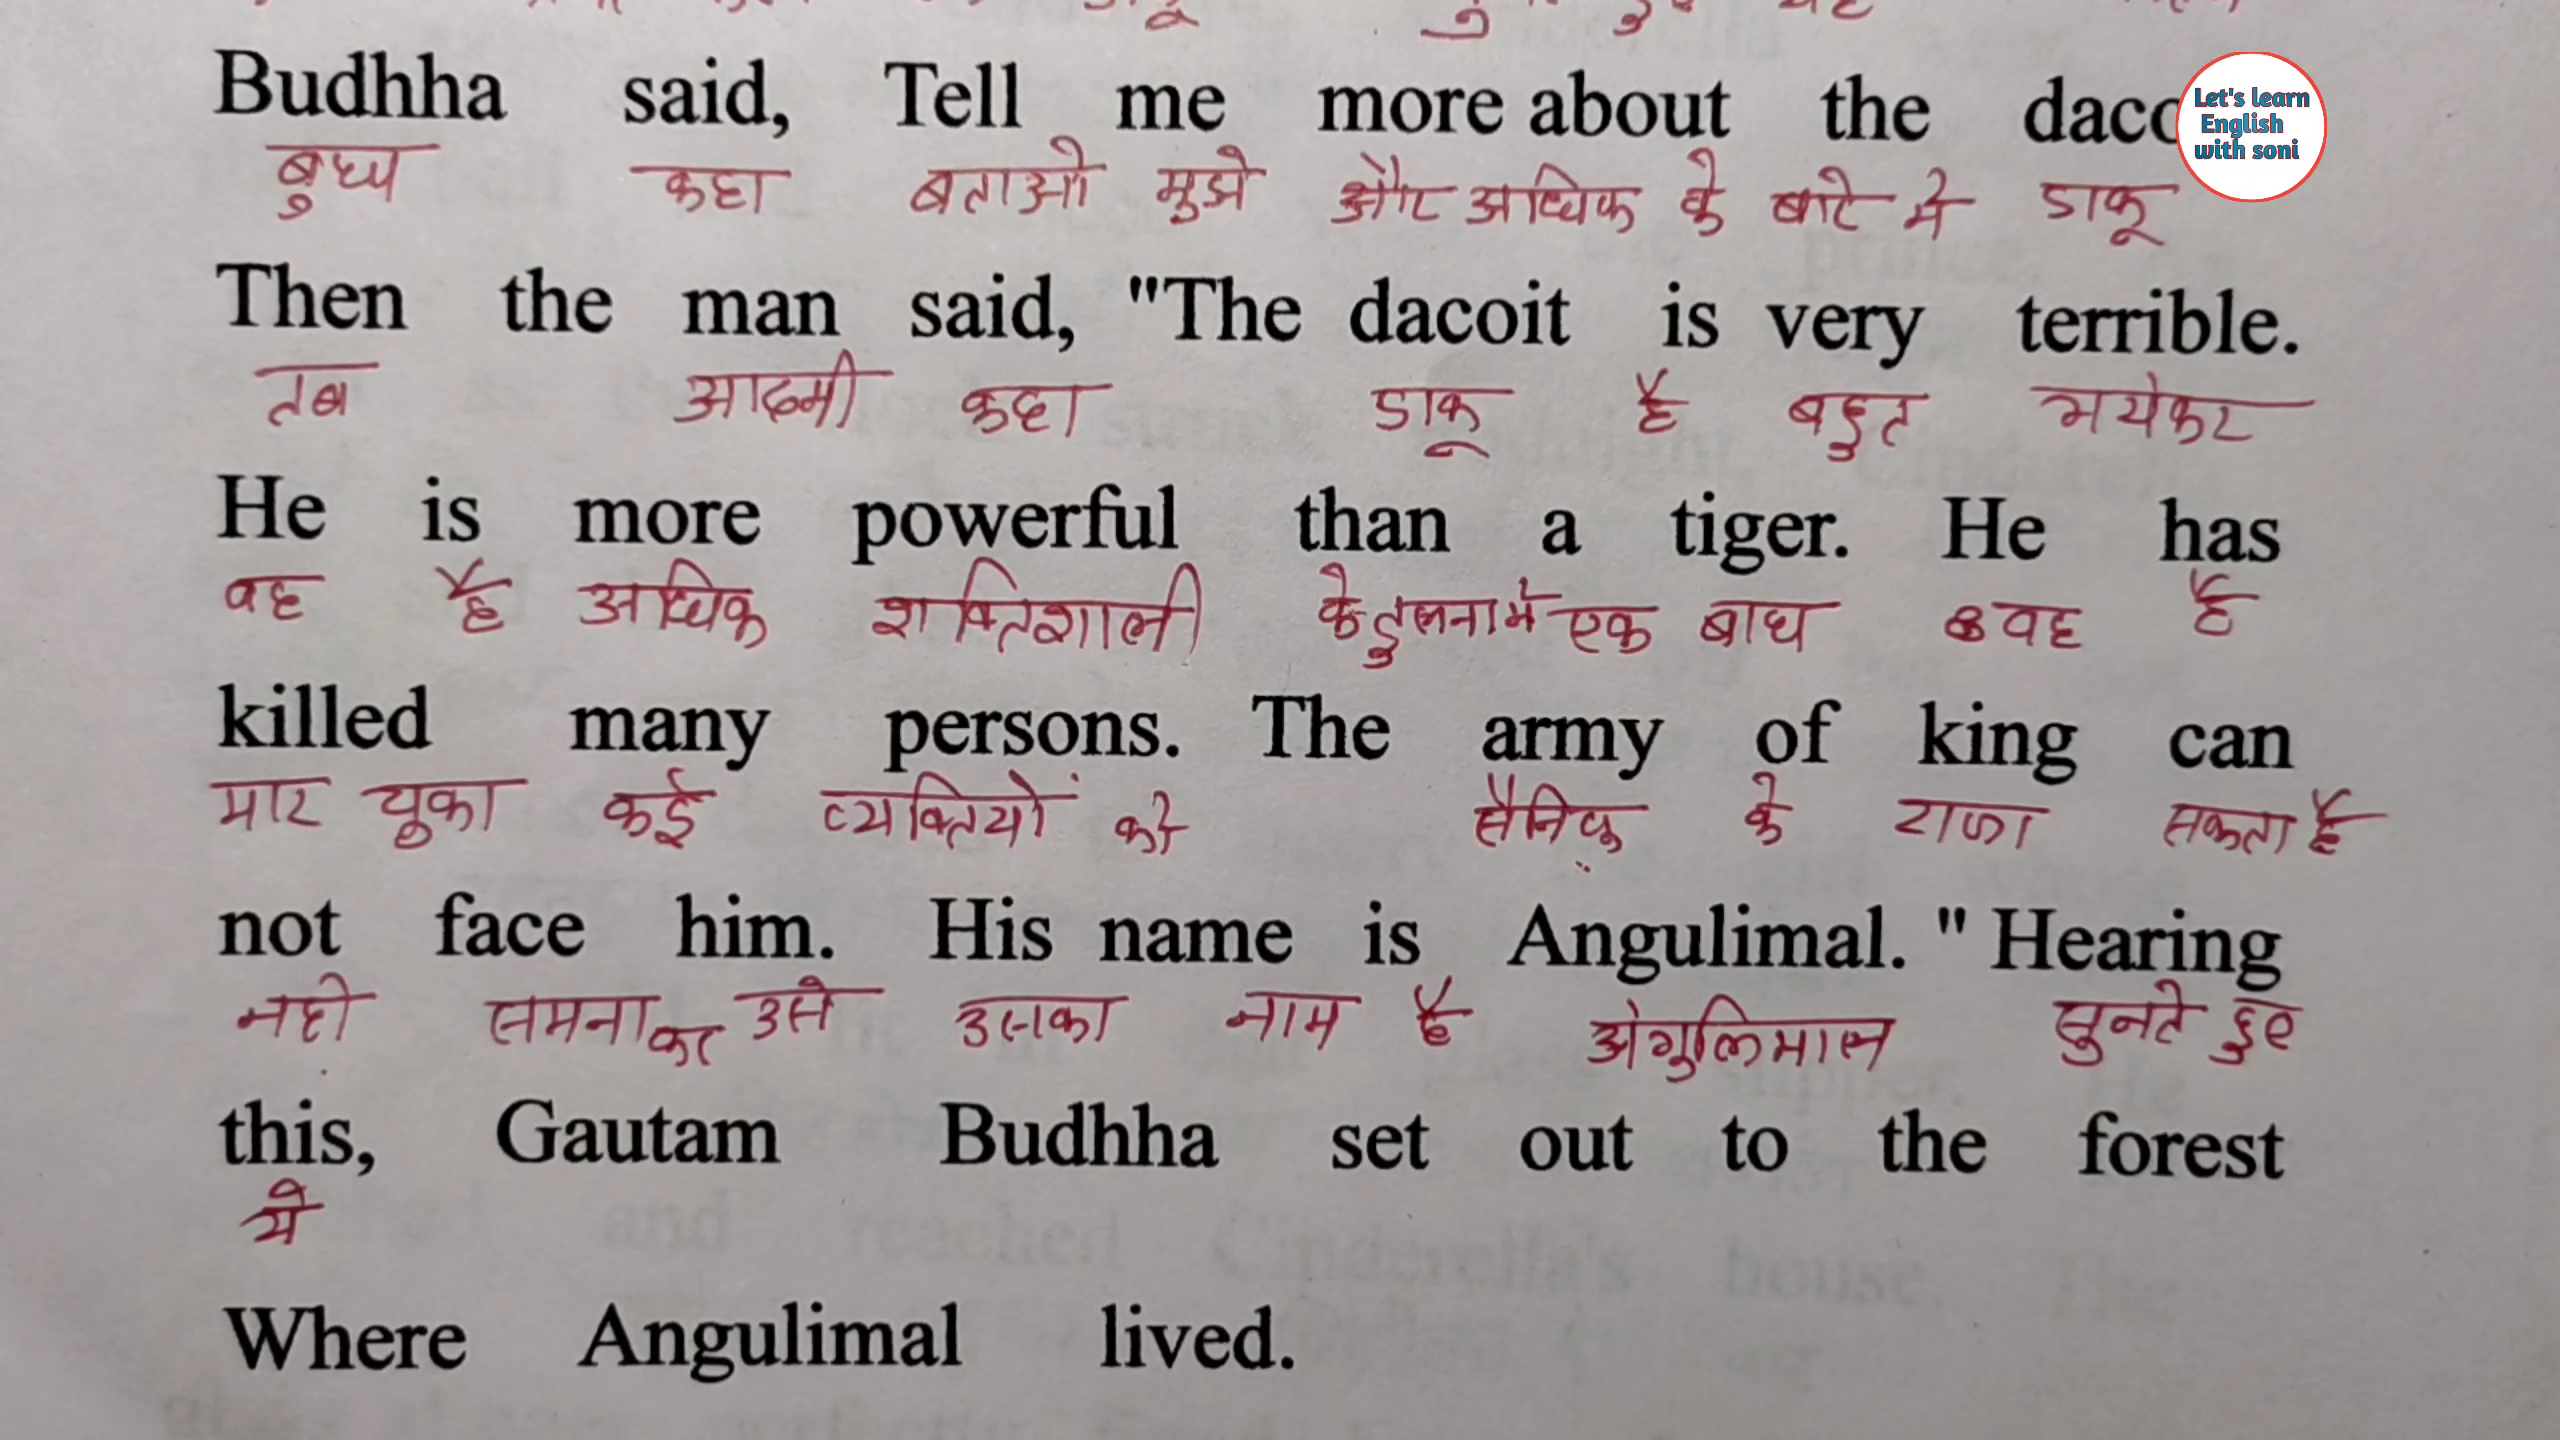 Budhha said, Tell me more about the
Let's learn
English
with soni
बुध्ध कहा बताओ मुझे और अधिक के बारे मे डाकू
Then the man said, "The dacoit is very terrible.
तब आदमी कहा डाकू है बहुत भयंकर
He is more powerful than a tiger. He has
वह है अधिक शक्तिशाली के तुलना मे एक बाघ वह है
killed many persons. The army of king can
मार चुका कई व्यक्तियों को सैनिक के राजा सकता है
not face him. His name is Angulimal. " Hearing
नही समना कर उसे उसका नाम है अंगुलिमाल सुनते हुए
this, Gautam Budhha set out to the forest
ये
Where Angulimal lived.